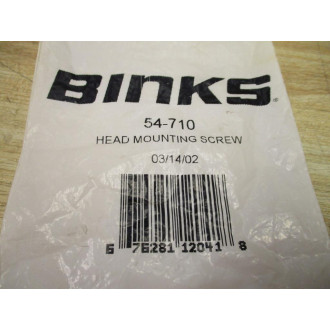 BINKS.
54-710
HEAD MOUNTING SCREW
03/14/02
6 76281 12041 8